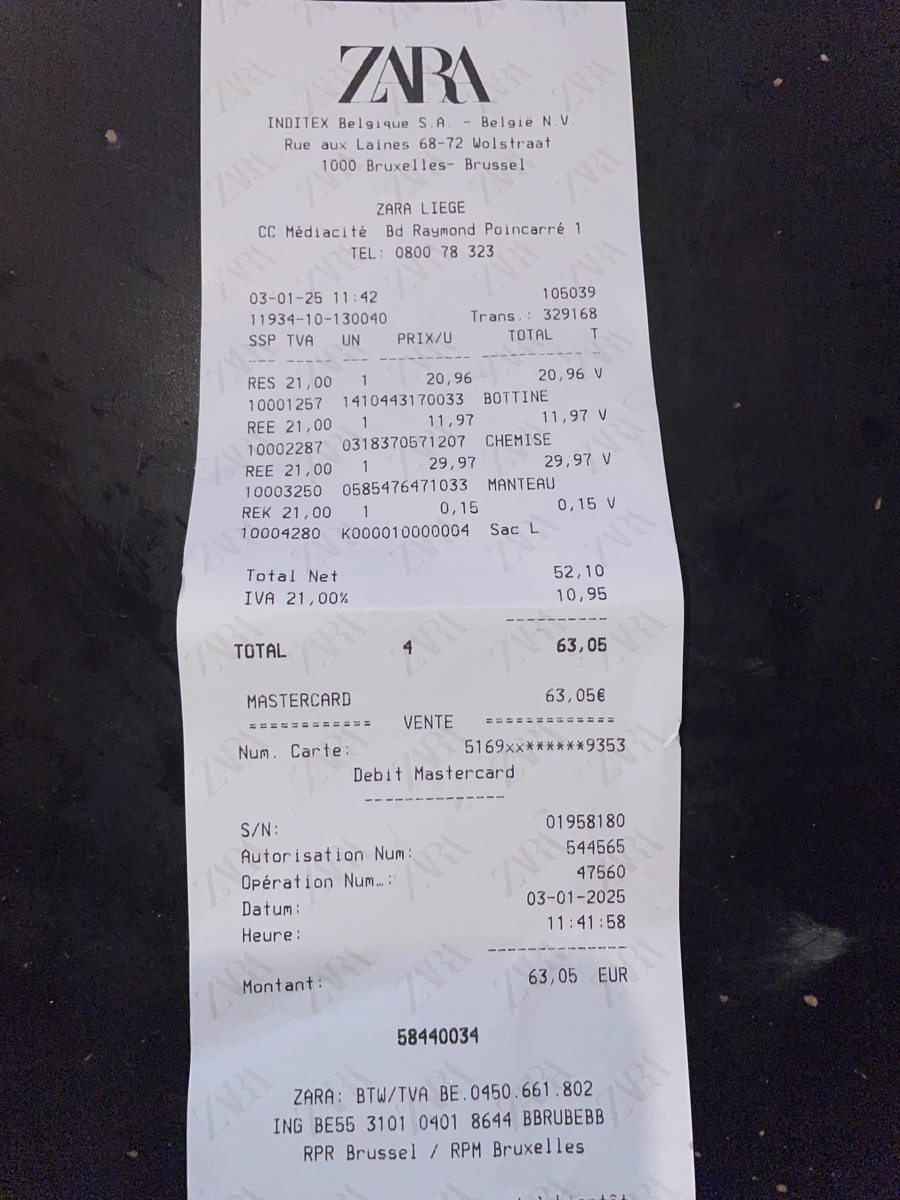 ZARA
INDITEX Belgique S.A. - België N.V.
Rue aux Laines 68-72 Wolstraat
1000 Bruxelles- Brussel
ZARA LIEGE
CC Médiacité Bd Raymond Poincarré 1
TEL: 0800 78 323
03-01-25 11:42 105039
11934-10-130040 Trans.: 329168
SSP TVA UN PRIX/U TOTAL T
RES 21,00 1 20,96 20,96 V
10001257 1410443170033 BOTTINE
REE 21,00 1 11,97 11,97 V
10002287 0318370571207 CHEMISE
REE 21,00 1 29,97 29,97 V
10003250 0585476471033 MANTEAU
REK 21,00 1 0,15 0,15 V
10004280 K000010000004 Sac L
Total Net 52,10
IVA 21,00% 10,95
----------
TOTAL 4 63,05
MASTERCARD 63,05€
============ VENTE =============
Num. Carte: 5169xx******9353
Debit Mastercard
--------------
S/N: 01958180
Autorisation Num: 544565
Opération Num…: 47560
Datum: 03-01-2025
Heure: 11:41:58
--------------
Montant: 63,05 EUR
58440034
ZARA: BTW/TVA BE.0450.661.802
ING BE55 3101 0401 8644 BBRUBEBB
RPR Brussel / RPM Bruxelles